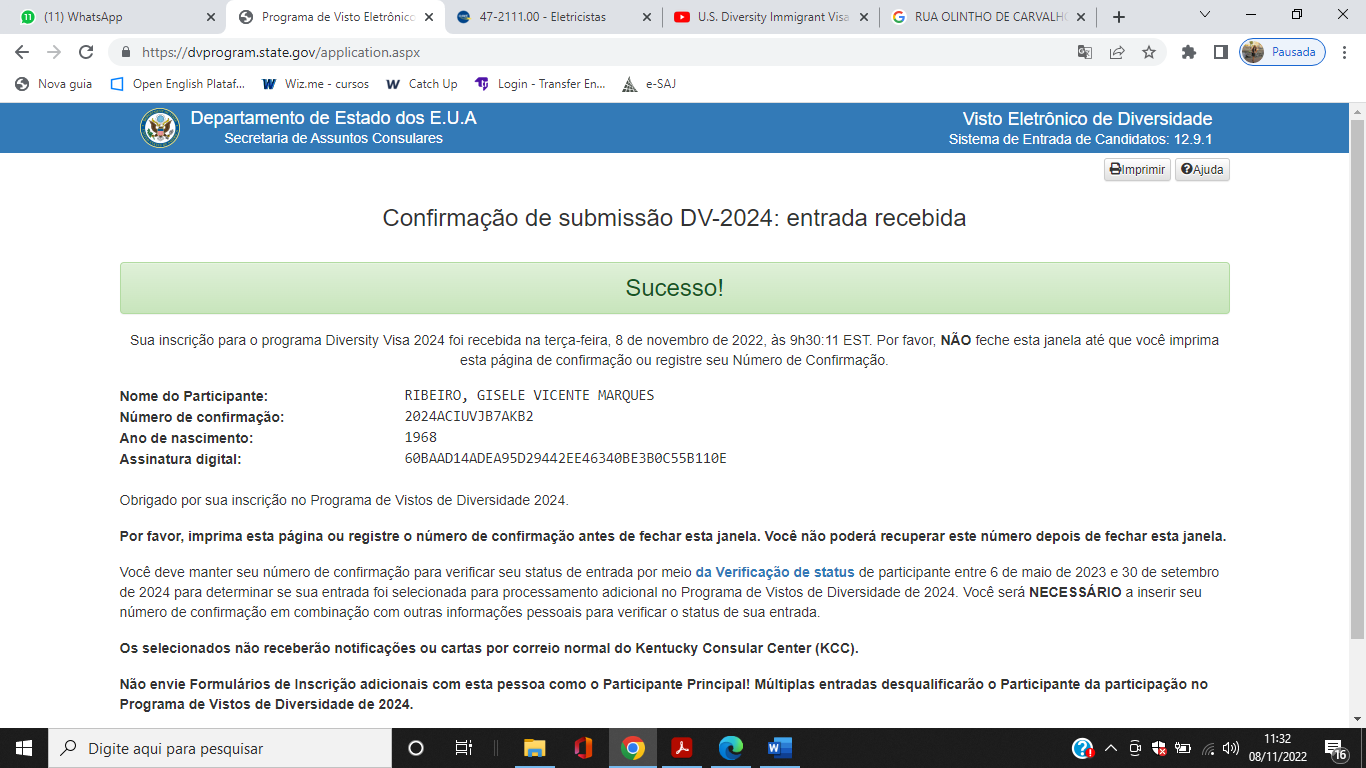 (11) WhatsApp
Programa de Visto Eletrônico
47-2111.00 - Eletricistas
U.S. Diversity Immigrant Visa
RUA OLINTHO DE CARVALHO
https://dvprogram.state.gov/application.aspx
Pausada
Nova guia
Open English Plataf...
Wiz.me - cursos
Catch Up
Login - Transfer En...
e-SAJ
Departamento de Estado dos E.U.A
Secretaria de Assuntos Consulares
Visto Eletrônico de Diversidade
Sistema de Entrada de Candidatos: 12.9.1
Imprimir
Ajuda
Confirmação de submissão DV-2024: entrada recebida
Sucesso!
Sua inscrição para o programa Diversity Visa 2024 foi recebida na terça-feira, 8 de novembro de 2022, às 9h30:11 EST. Por favor, NÃO feche esta janela até que você imprima
esta página de confirmação ou registre seu Número de Confirmação.
Nome do Participante: RIBEIRO, GISELE VICENTE MARQUES
Número de confirmação: 2024ACIUVJB7AKB2
Ano de nascimento: 1968
Assinatura digital: 60BAAD14ADEA95D29442EE46340BE3B0C55B110E
Obrigado por sua inscrição no Programa de Vistos de Diversidade 2024.
Por favor, imprima esta página ou registre o número de confirmação antes de fechar esta janela. Você não poderá recuperar este número depois de fechar esta janela.
Você deve manter seu número de confirmação para verificar seu status de entrada por meio da Verificação de status de participante entre 6 de maio de 2023 e 30 de setembro
de 2024 para determinar se sua entrada foi selecionada para processamento adicional no Programa de Vistos de Diversidade de 2024. Você será NECESSÁRIO a inserir seu
número de confirmação em combinação com outras informações pessoais para verificar o status de sua entrada.
Os selecionados não receberão notificações ou cartas por correio normal do Kentucky Consular Center (KCC).
Não envie Formulários de Inscrição adicionais com esta pessoa como o Participante Principal! Múltiplas entradas desqualificarão o Participante da participação no
Programa de Vistos de Diversidade de 2024.
Digite aqui para pesquisar
11:32
08/11/2022
16